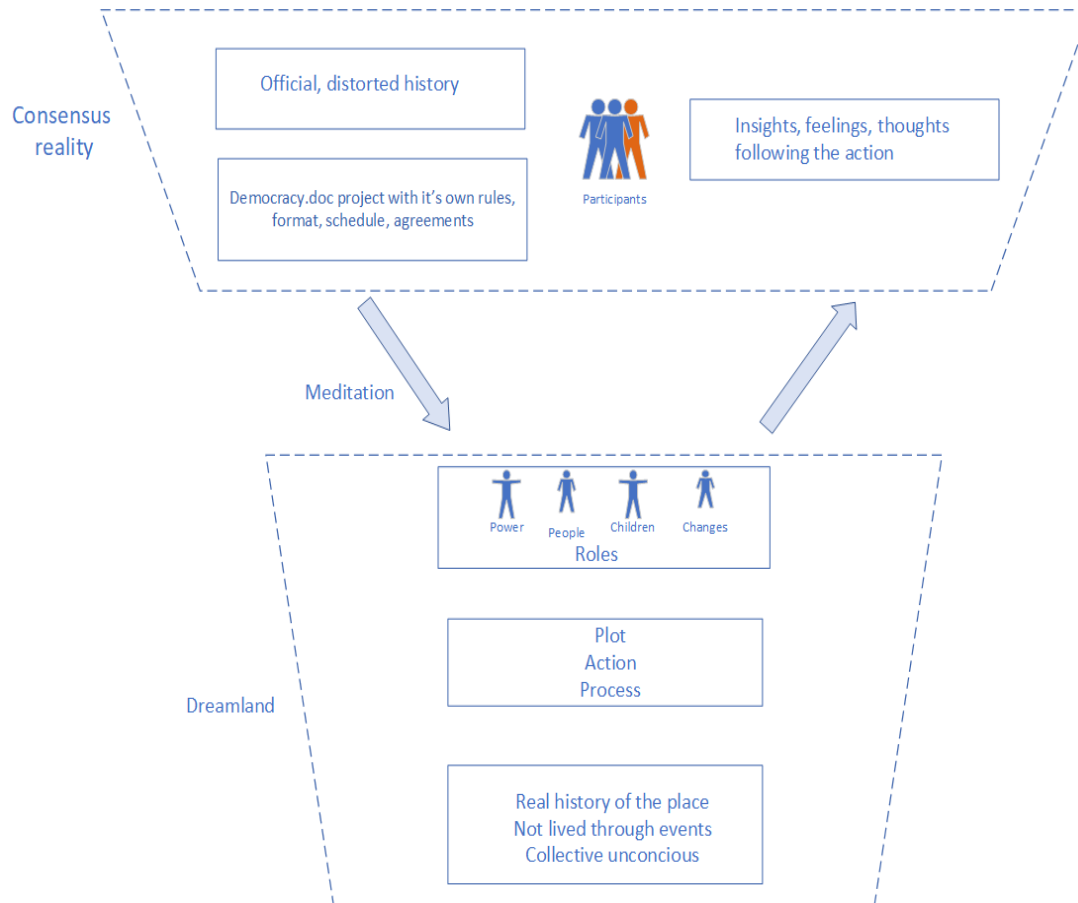 Consensus
reality
Official, distorted history
Democracy.doc project with it's own rules,
format, schedule, agreements
Participants
Insights, feelings, thoughts
following the action
Meditation
Dreamland
Power
People
Children
Changes
Roles
Plot
Action
Process
Real history of the place
Not lived through events
Collective unconcious